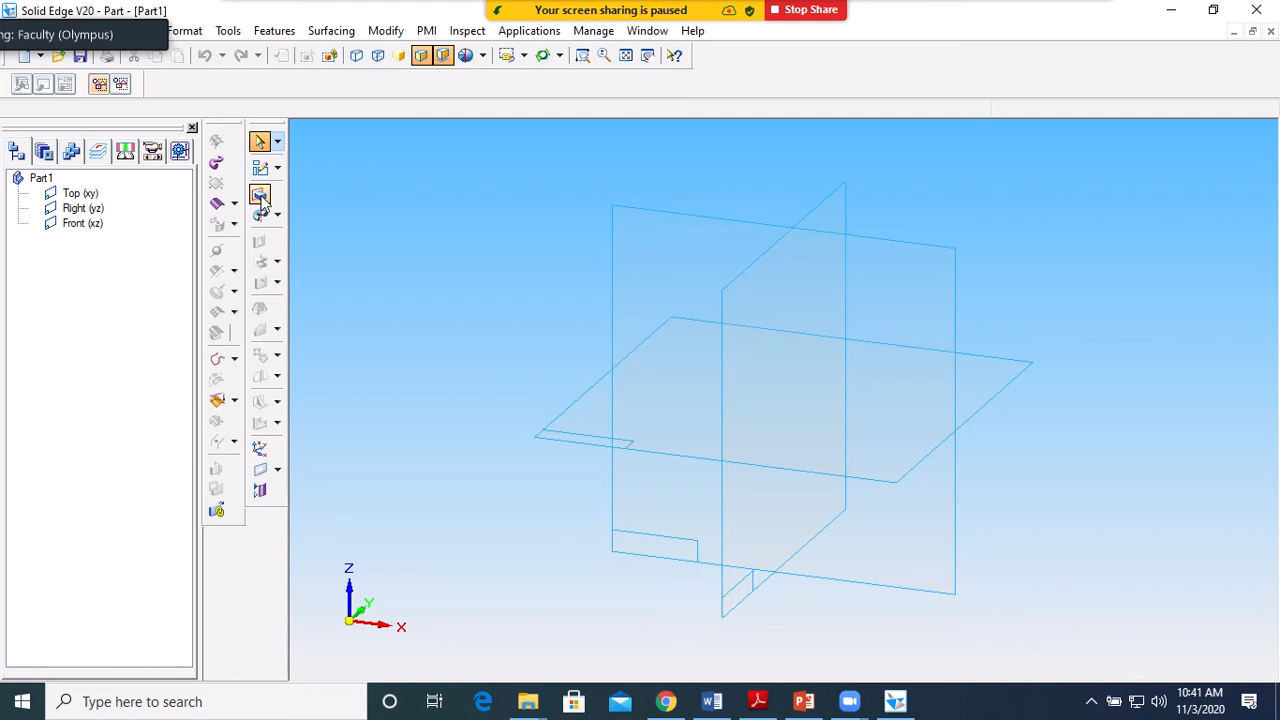 Solid Edge V20 - Part - [Part1]
Your screen sharing is paused
Stop Share
ng: Faculty (Olympus)
Format Tools Features Surfacing Modify PMI Inspect Applications Manage Window Help
Part1
Top (xy)
Right (yz)
Front (xz)
Z
Y
X
Type here to search
10:41 AM
11/3/2020